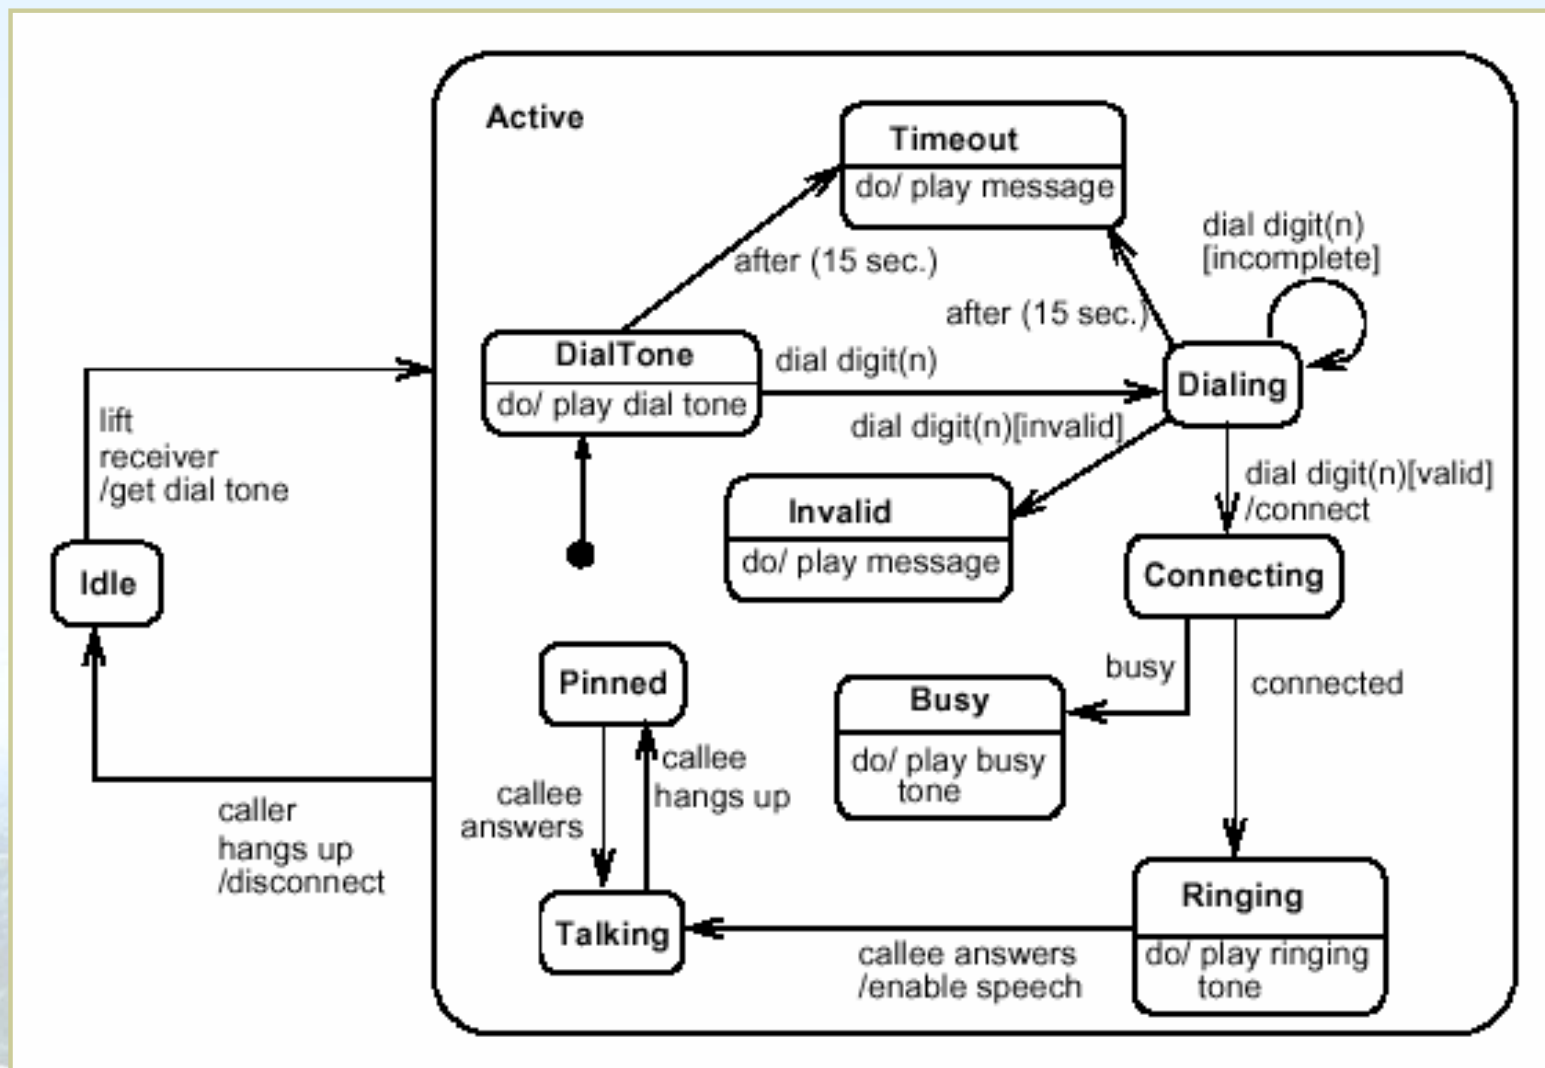 Active
Timeout
do/ play message
dial digit(n)
[incomplete]
after (15 sec.)
after (15 sec.)
DialTone
do/ play dial tone
dial digit(n)
Dialing
lift
receiver
/get dial tone
dial digit(n)[invalid]
dial digit(n)[valid]
/connect
Invalid
do/ play message
Idle
Connecting
Pinned
busy
connected
Busy
do/ play busy
tone
callee
hangs up
callee
answers
caller
hangs up
/disconnect
Ringing
do/ play ringing
tone
Talking
callee answers
/enable speech